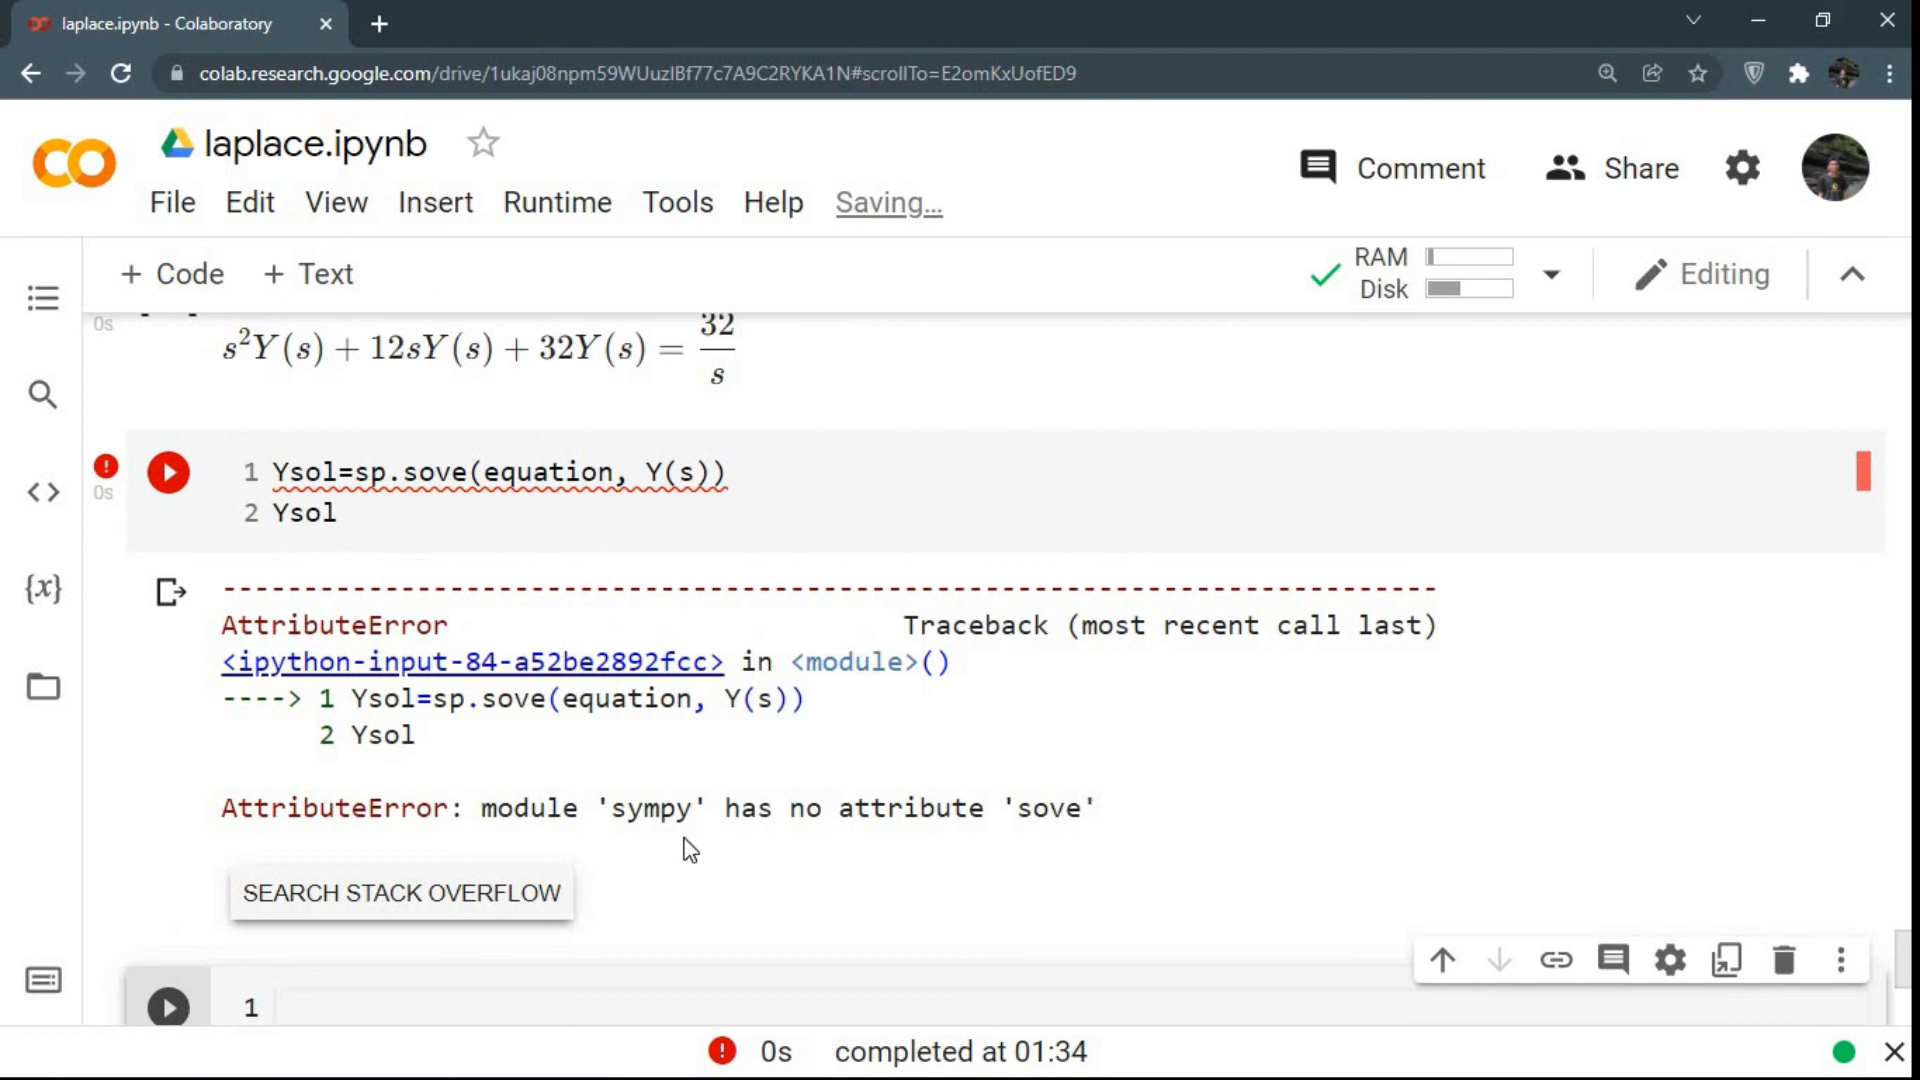 laplace.ipynb - Colaboratory
colab.research.google.com/drive/1ukaj08npm59WUuzIBf77c7A9C2RYKA1N#scrollTo=E2omKxUofED9
laplace.ipynb
Comment
Share
File Edit View Insert Runtime Tools Help Saving...
+ Code + Text
RAM
Disk
Editing
0s
s²Y(s) + 12sY(s) + 32Y(s) = 32/s
1 Ysol=sp.sove(equation, Y(s))
0s
2 Ysol
--------------------------------------------------------------------------- 
AttributeError Traceback (most recent call last)
<ipython-input-84-a52be2892fcc> in <module>()
----> 1 Ysol=sp.sove(equation, Y(s))
2 Ysol
AttributeError: module 'sympy' has no attribute 'sove'
SEARCH STACK OVERFLOW
1
0s completed at 01:34